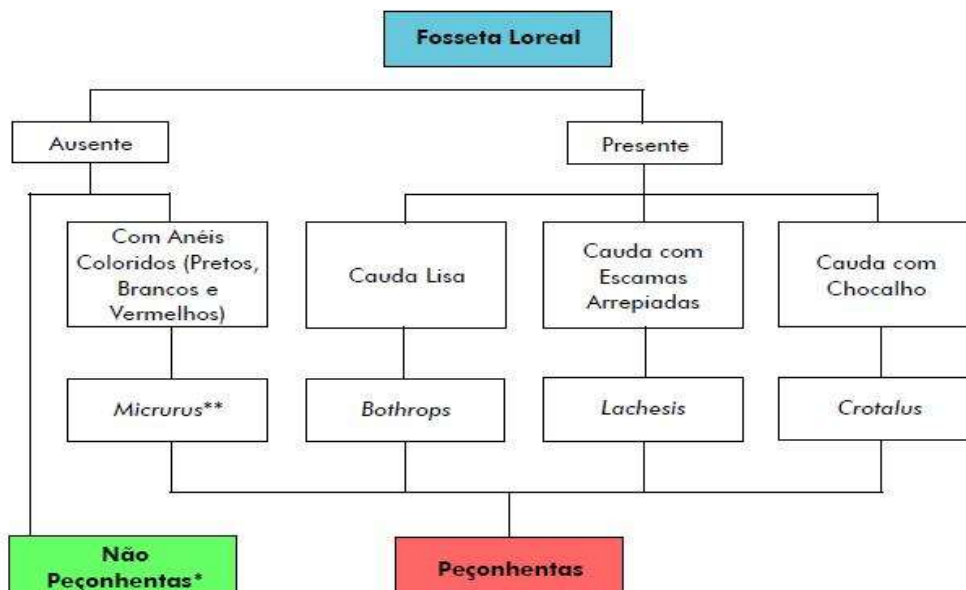 Fosseta Loreal
Ausente
Presente
Com Anéis
Coloridos (Pretos,
Brancos e
Vermelhos)
Cauda Lisa
Cauda com
Escamas
Arrepiadas
Cauda com
Chocalho
Micrurus**
Bothrops
Lachesis
Crotalus
Não
Peçonhentas*
Peçonhentas